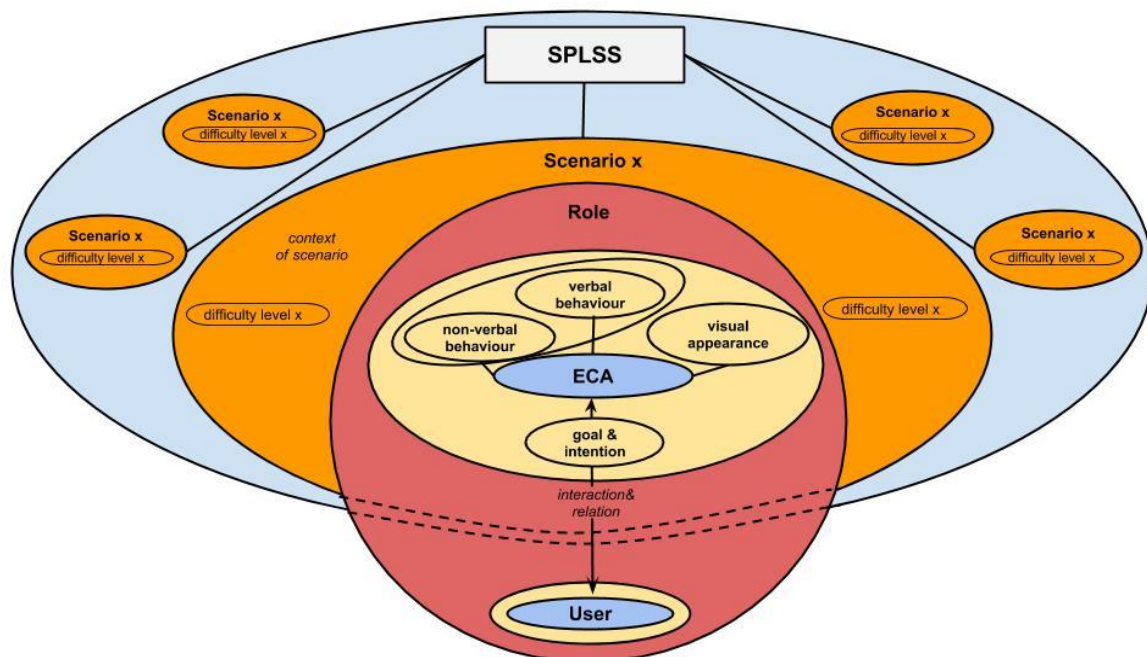 SPLSS
Scenario x
difficulty level x
Scenario x
difficulty level x
Scenario x
Scenario x
difficulty level x
Scenario x
difficulty level x
Role
context
of scenario
difficulty level x
difficulty level x
verbal
behaviour
non-verbal
behaviour
visual
appearance
ECA
goal &
intention
interaction&
relation
User